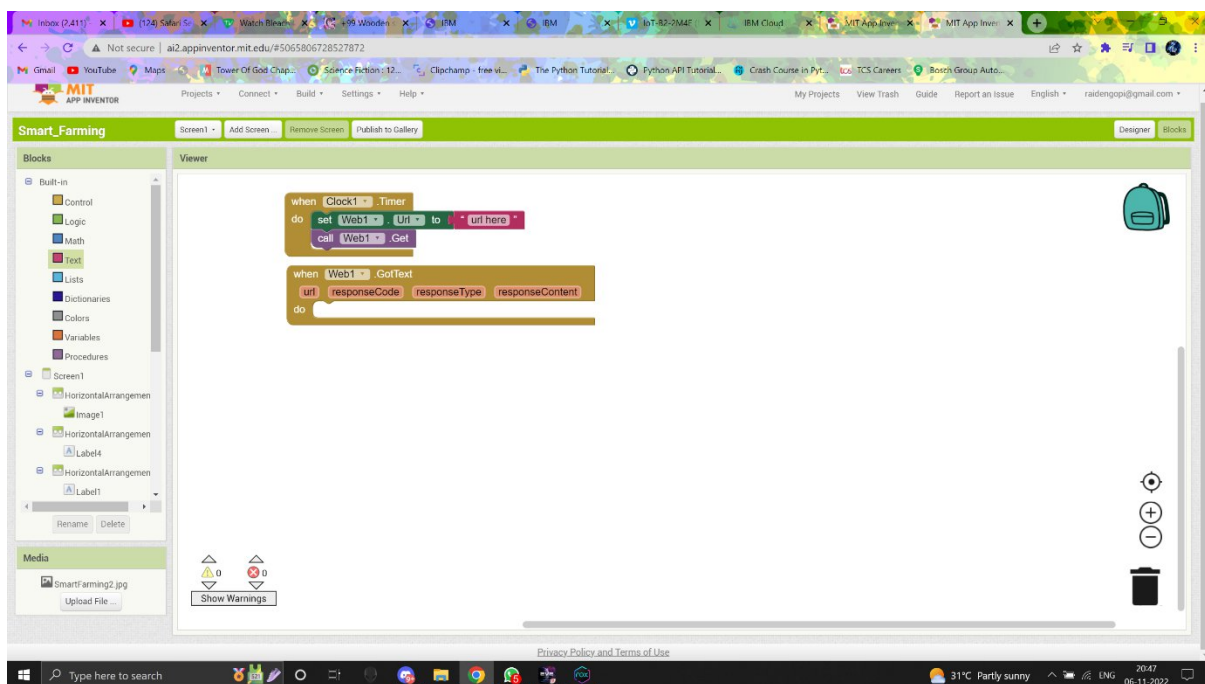 Inbox (2,411)
(124) Safari S
Watch Bleach
+99 Wooden
IBM
IBM
IoT-B2-2M4E
IBM Cloud
MIT App Inve
MIT App Inver
Not secure | ai2.appinventor.mit.edu/#5065806728527872
Gmail YouTube Maps Tower Of God Chap... Science Fiction : 12... Clipchamp - free vi... The Python Tutorial... Python API Tutorial... Crash Course in Pyt... TCS Careers Bosch Group Auto...
MIT
APP INVENTOR
Projects Connect Build Settings Help My Projects View Trash Guide Report an Issue English raidengopi@gmail.com
Smart_Farming Screen1 Add Screen ... Remove Screen Publish to Gallery Designer Blocks
Blocks
Viewer
Built-in
Control
Logic
Math
Text
Lists
Dictionaries
Colors
Variables
Procedures
Screen1
HorizontalArrangemen
Image1
HorizontalArrangemen
Label4
HorizontalArrangemen
Label1
Rename Delete
Media
SmartFarming2.jpg
Upload File ...
when Clock1 .Timer
do set Web1 . Url to " url here "
call Web1 .Get
when Web1 .GotText
url responseCode responseType responseContent
do
0 0
Show Warnings
Privacy Policy and Terms of Use
Type here to search
31°C Partly sunny
ENG
20:47
06-11-2022